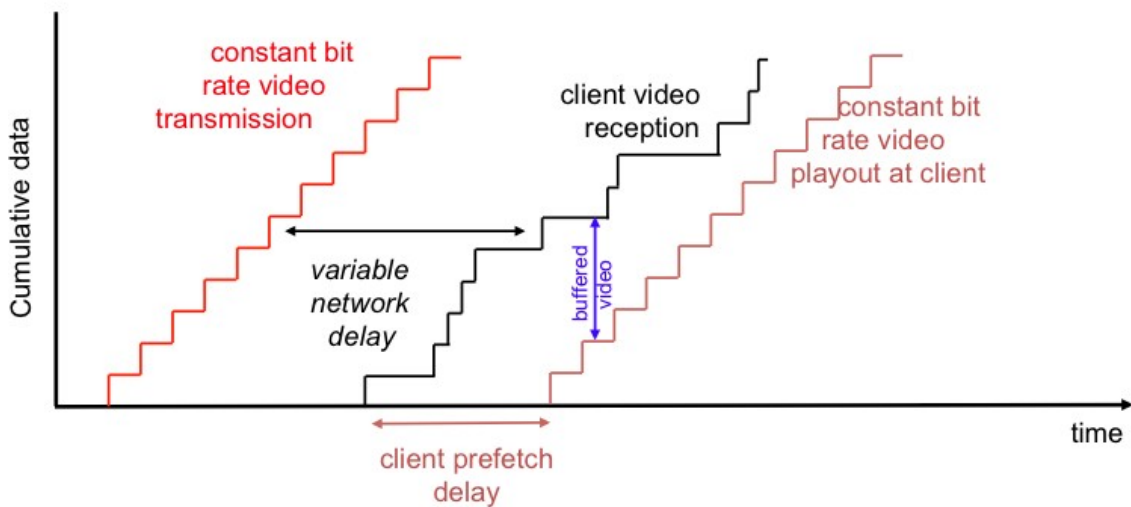 constant bit
rate video
transmission
client video
reception
constant bit
rate video
playout at client
Cumulative data
variable
network
delay
buffered
video
time
client prefetch
delay